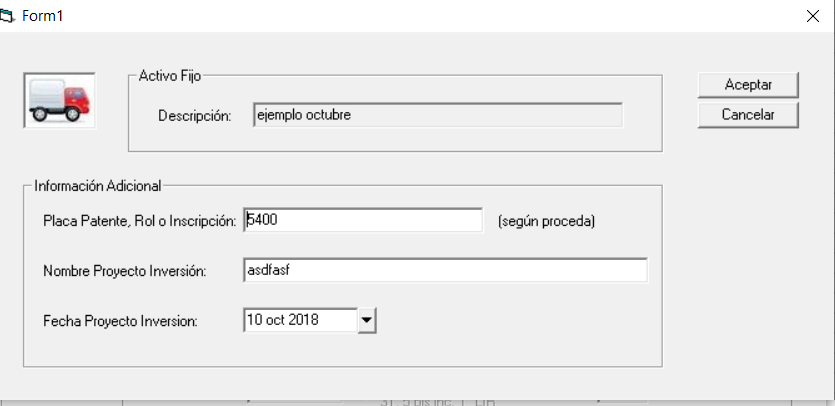 Form1
Activo Fijo
Aceptar
Descripción: ejemplo octubre
Cancelar
Información Adicional
Placa Patente, Rol o Inscripción: 5400 (según proceda)
Nombre Proyecto Inversión: asdfasf
Fecha Proyecto Inversion: 10 oct 2018